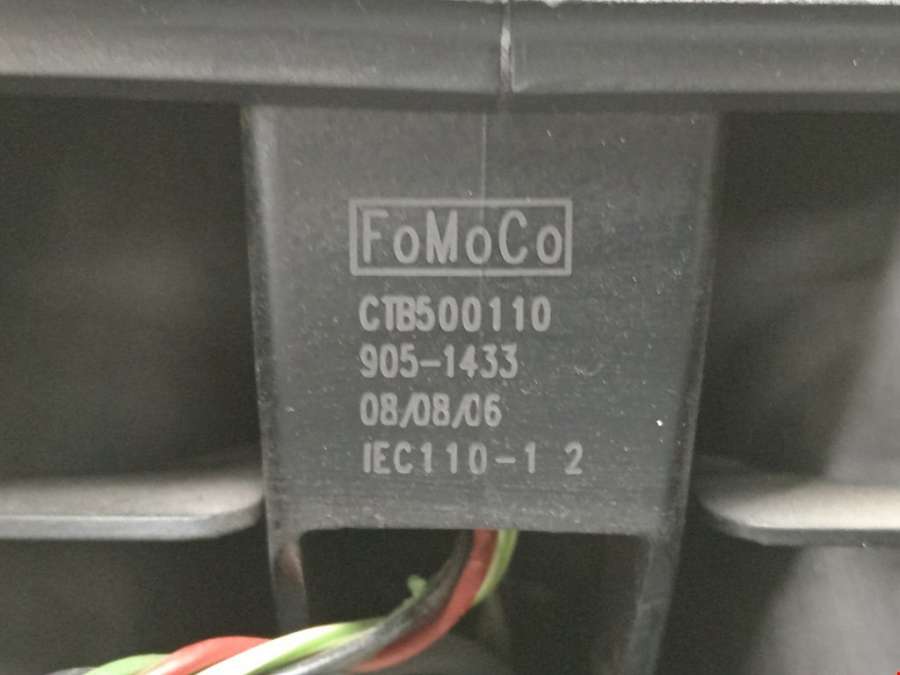 FoMoCo
CTB500110
905-1433
08/08/06
IEC110-1 2